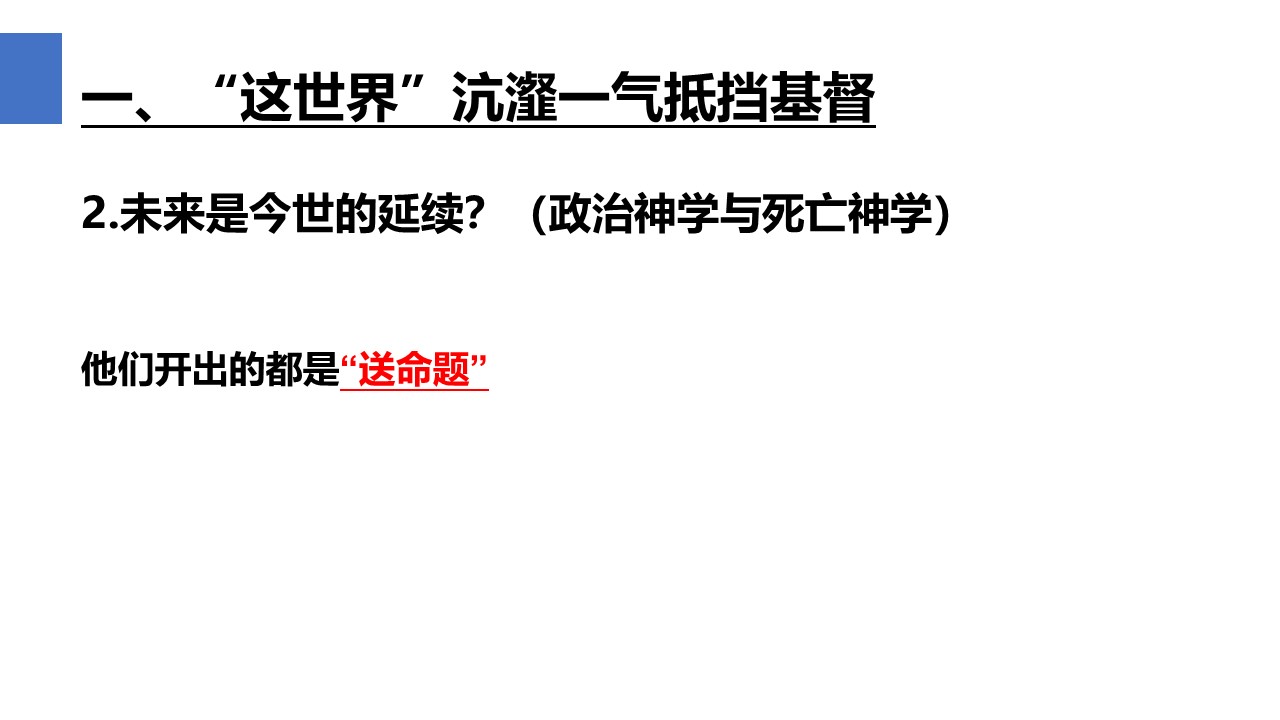 一、“这世界”沆瀣一气抵挡基督
2.未来是今世的延续？（政治神学与死亡神学）
他们开出的都是“送命题”